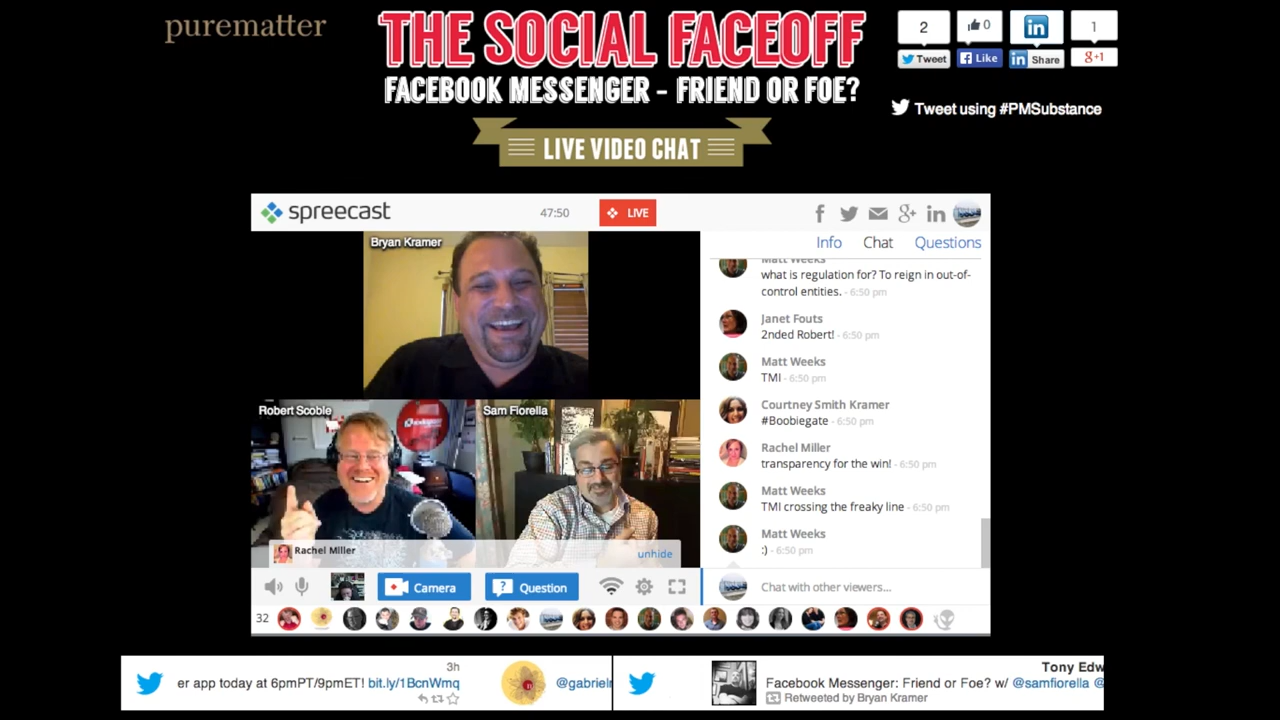 purematter
THE SOCIAL FACEOFF
FACEBOOK MESSENGER - FRIEND OR FOE?
LIVE VIDEO CHAT
2
0
in
1
Tweet
Like
in Share
g+1
Tweet using #PMSubstance
spreecast
47:50
LIVE
Info
Chat
Questions
Bryan Kramer
Robert Scoble
Sam Fiorella
Rachel Miller
unhide
Matt Weeks
what is regulation for? To reign in out-of-
control entities. - 6:50 pm
Janet Fouts
2nded Robert! - 6:50 pm
Matt Weeks
TMI - 6:50 pm
Courtney Smith Kramer
#Boobiegate - 6:50 pm
Rachel Miller
transparency for the win! - 6:50 pm
Matt Weeks
TMI crossing the freaky line - 6:50 pm
Matt Weeks
:) - 6:50 pm
Camera
Question
Chat with other viewers...
32
3h
er app today at 6pmPT/9pmET! bit.ly/1BcnWmq
@gabrielr
Tony Edw
Facebook Messenger: Friend or Foe? w/ @samfiorella @
Retweeted by Bryan Kramer